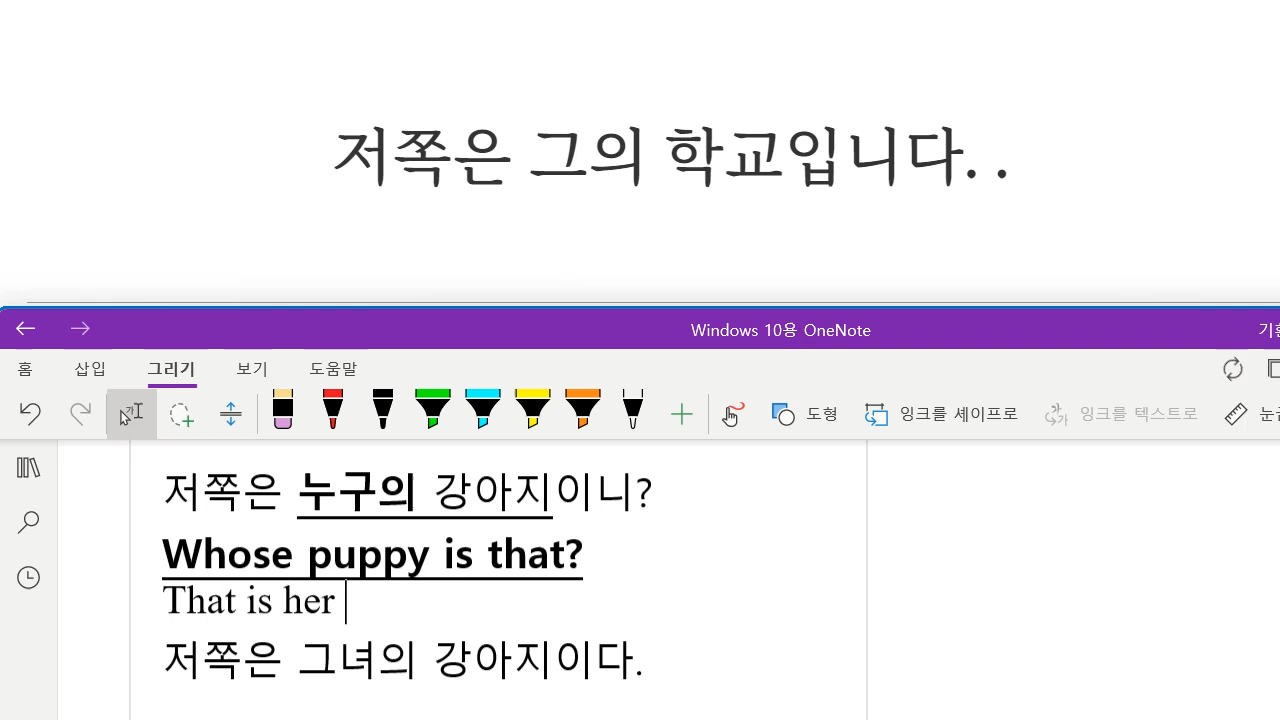 저쪽은 그의 학교입니다. .
Windows 10용 OneNote
홈 삽입 그리기 보기 도움말
도형 잉크를 셰이프로 잉크를 텍스트로
저쪽은 누구의 강아지이니?
Whose puppy is that?
That is her
저쪽은 그녀의 강아지이다.